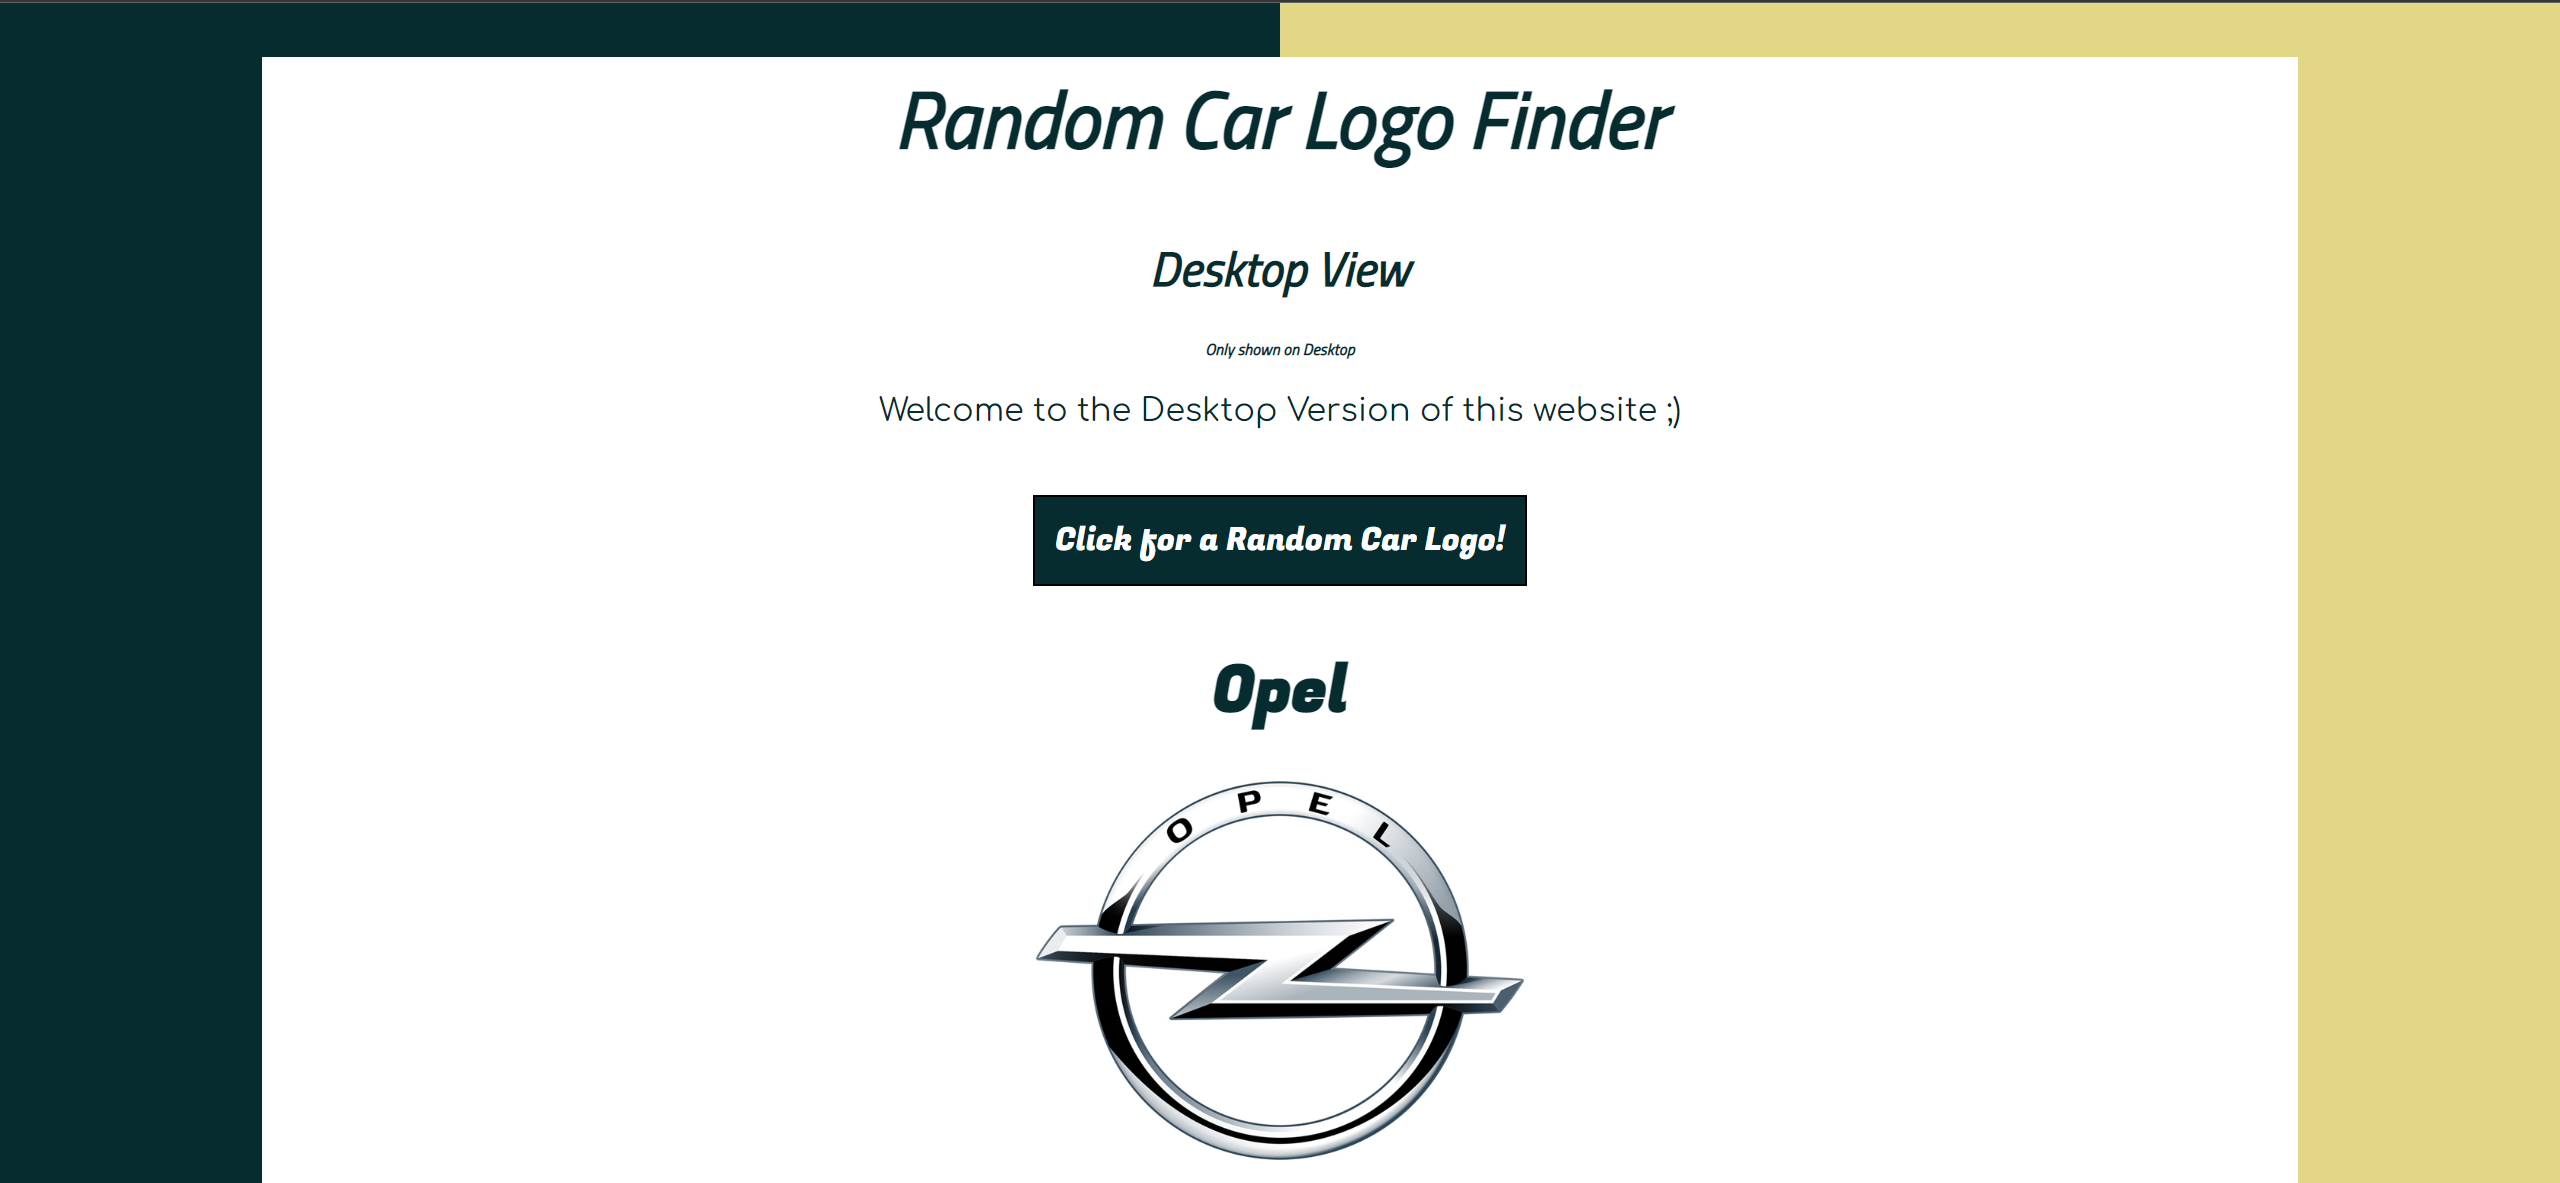 Random Car Logo Finder
Desktop View
Only shown on Desktop
Welcome to the Desktop Version of this website ;)
Click for a Random Car Logo!
Opel
OPEL